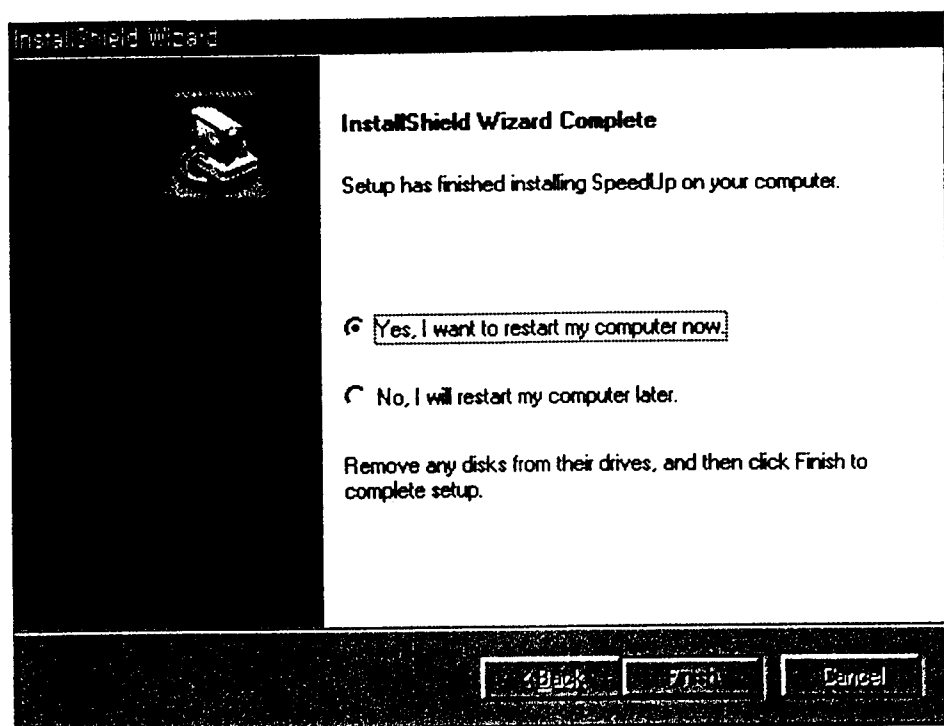 InstallShield Wizard
InstallShield Wizard Complete
Setup has finished installing SpeedUp on your computer.
Yes, I want to restart my computer now.
No, I will restart my computer later.
Remove any disks from their drives, and then click Finish to
complete setup.
< Back
Finish
Cancel